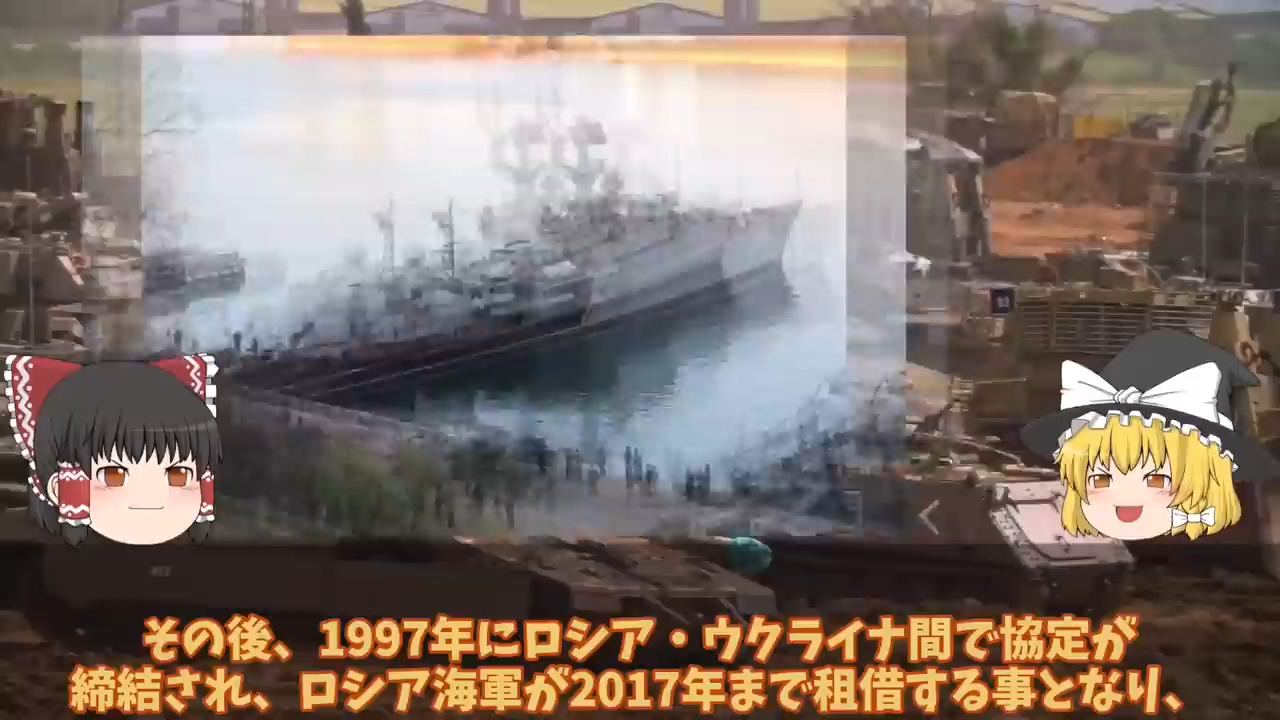 その後、1997年にロシア・ウクライナ間で協定が
締結され、ロシア海軍が2017年まで租借する事となり、